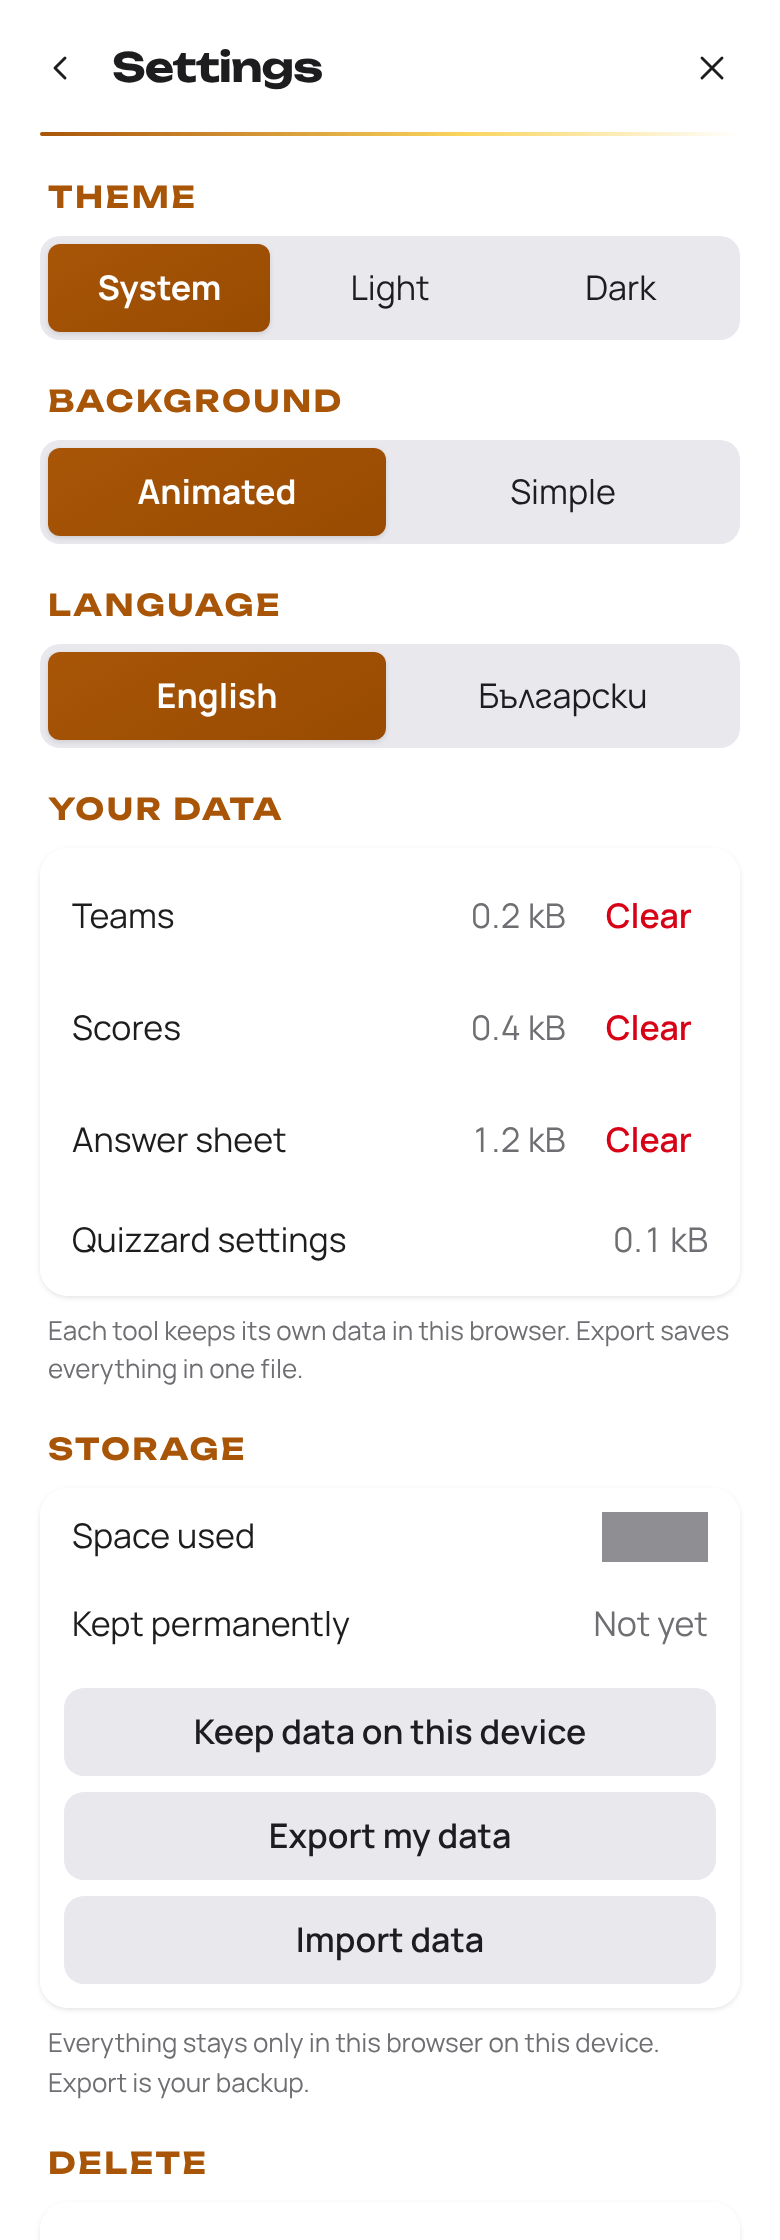 Settings
THEME
System Light Dark
BACKGROUND
Animated Simple
LANGUAGE
English Български
YOUR DATA
Teams 0.2 kB Clear
Scores 0.4 kB Clear
Answer sheet 1.2 kB Clear
Quizzard settings 0.1 kB
Each tool keeps its own data in this browser. Export saves
everything in one file.
STORAGE
Space used
Kept permanently Not yet
Keep data on this device
Export my data
Import data
Everything stays only in this browser on this device.
Export is your backup.
DELETE